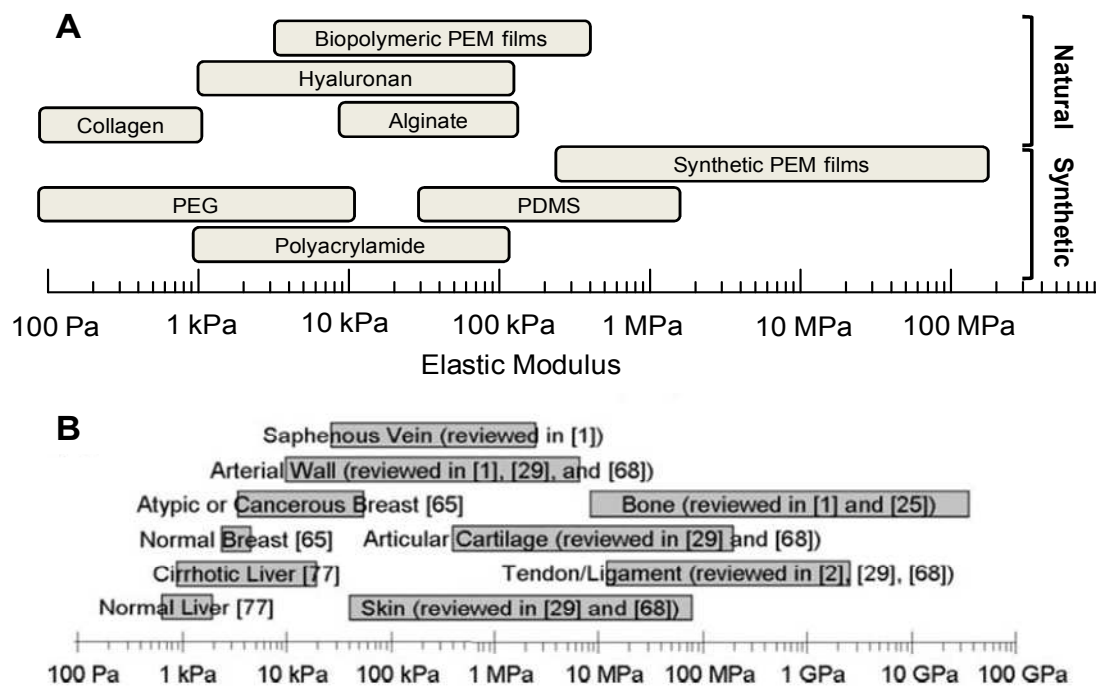 A
Biopolymeric PEM films
Hyaluronan
Collagen
Alginate
Natural
Synthetic PEM films
PEG
PDMS
Polyacrylamide
Synthetic
100 Pa 1 kPa 10 kPa 100 kPa 1 MPa 10 MPa 100 MPa
Elastic Modulus
B
Saphenous Vein (reviewed in [1])
Arterial Wall (reviewed in [1], [29], and [68])
Atypic or Cancerous Breast [65]
Bone (reviewed in [1] and [25])
Normal Breast [65]
Articular Cartilage (reviewed in [29] and [68])
Cirrhotic Liver [77]
Tendon/Ligament (reviewed in [2], [29], [68])
Normal Liver [77]
Skin (reviewed in [29] and [68])
100 Pa 1 kPa 10 kPa 100 kPa 1 MPa 10 MPa 100 MPa 1 GPa 10 GPa 100 GPa